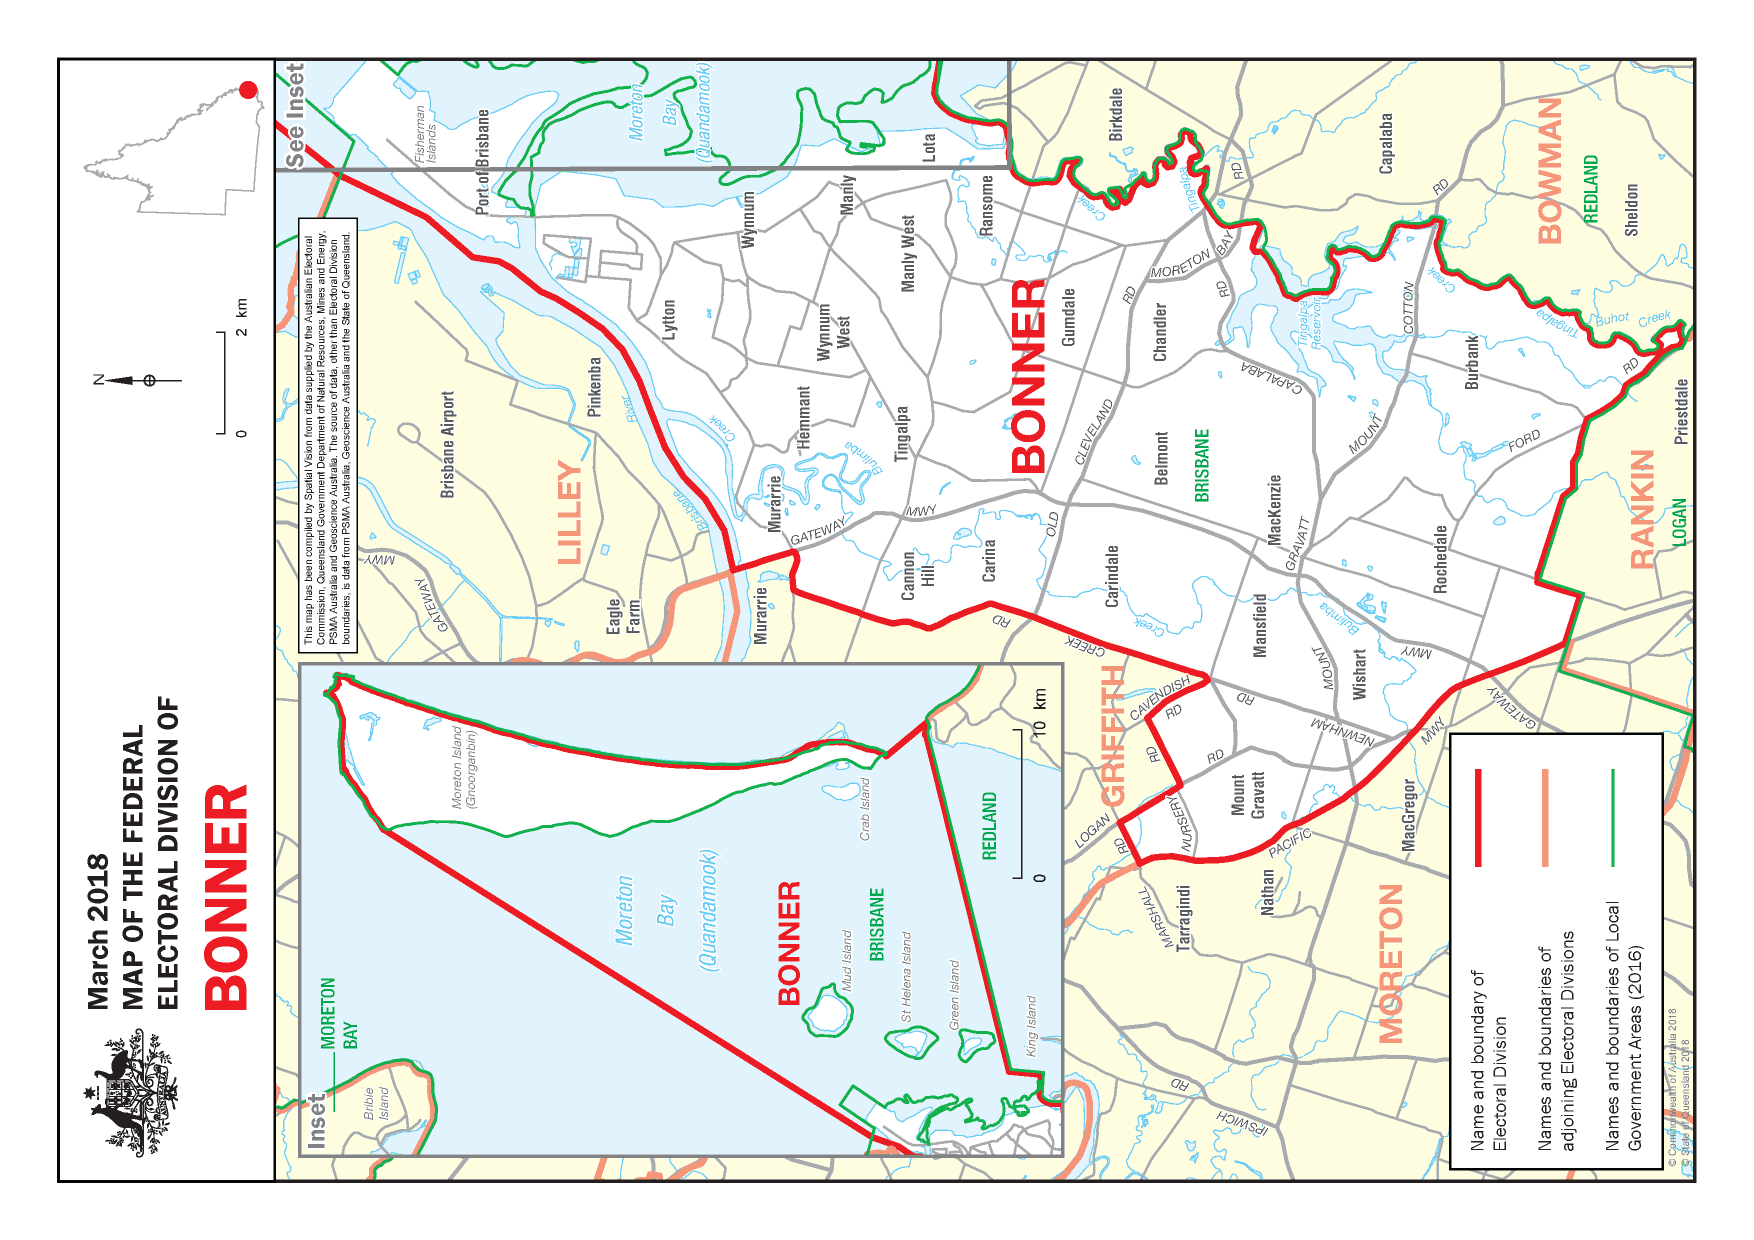 March 2018
MAP OF THE FEDERAL
ELECTORAL DIVISION OF
BONNER
N
0 2 km
This map has been compiled by Spatial Vision from data supplied by the Australian Electoral
Commission, Queensland Government Department of Natural Resources, Mines and Energy,
PSMA Australia and Geoscience Australia. The source of data, other than Electoral Division
boundaries, is data from PSMA Australia, Geoscience Australia and the State of Queensland.
See Inset
Inset
MORETON
BAY
Bribie
Island
Moreton Island
(Gnoorganbin)
Moreton
Bay
(Quandamook)
Crab Island
BONNER
Mud Island
BRISBANE
St Helena Island
Green Island
King Island
REDLAND
0 10 km
Fisherman
Islands
Port of Brisbane
Moreton
Bay
(Quandamook)
Lota
Brisbane Airport
Pinkenba
LILLEY
Eagle
Farm
GATEWAY
MWY
Brisbane
River
Lytton
Wynnum
Manly
Wynnum
West
Manly West
Ransome
Hemmant
Tingalpa
Murarrie
Murarrie
Creek
Bulimba
GATEWAY
MWY
BONNER
Gumdale
Chandler
Birkdale
Capalaba
BOWMAN
REDLAND
Sheldon
Creek
Tingalpa
RD
RD
MORETON
BAY
RD
RD
CLEVELAND
OLD
CAPALABA
Tingalpa
Reservoir
COTTON
MOUNT
Creek
Tingalpa
Buhot
Creek
Burbank
FORD
RD
Priestdale
RANKIN
LOGAN
Belmont
BRISBANE
MacKenzie
GRAVATT
Rochedale
Cannon
Hill
Carina
Carindale
Creek
Bulimba
Mansfield
MOUNT
Wishart
MWY
GATEWAY
MWY
RD
CREEK
GRIFFITH
CAVENDISH
RD
RD
RD
RD
NEWNHAM
Mount
Gravatt
LOGAN
RD
NURSERY
PACIFIC
MacGregor
MARSHALL
Tarragindi
Nathan
MORETON
RD
IPSWICH
Name and boundary of
Electoral Division
Names and boundaries of
adjoining Electoral Divisions
Names and boundaries of Local
Government Areas (2016)
© Commonwealth of Australia 2018
© State of Queensland 2018